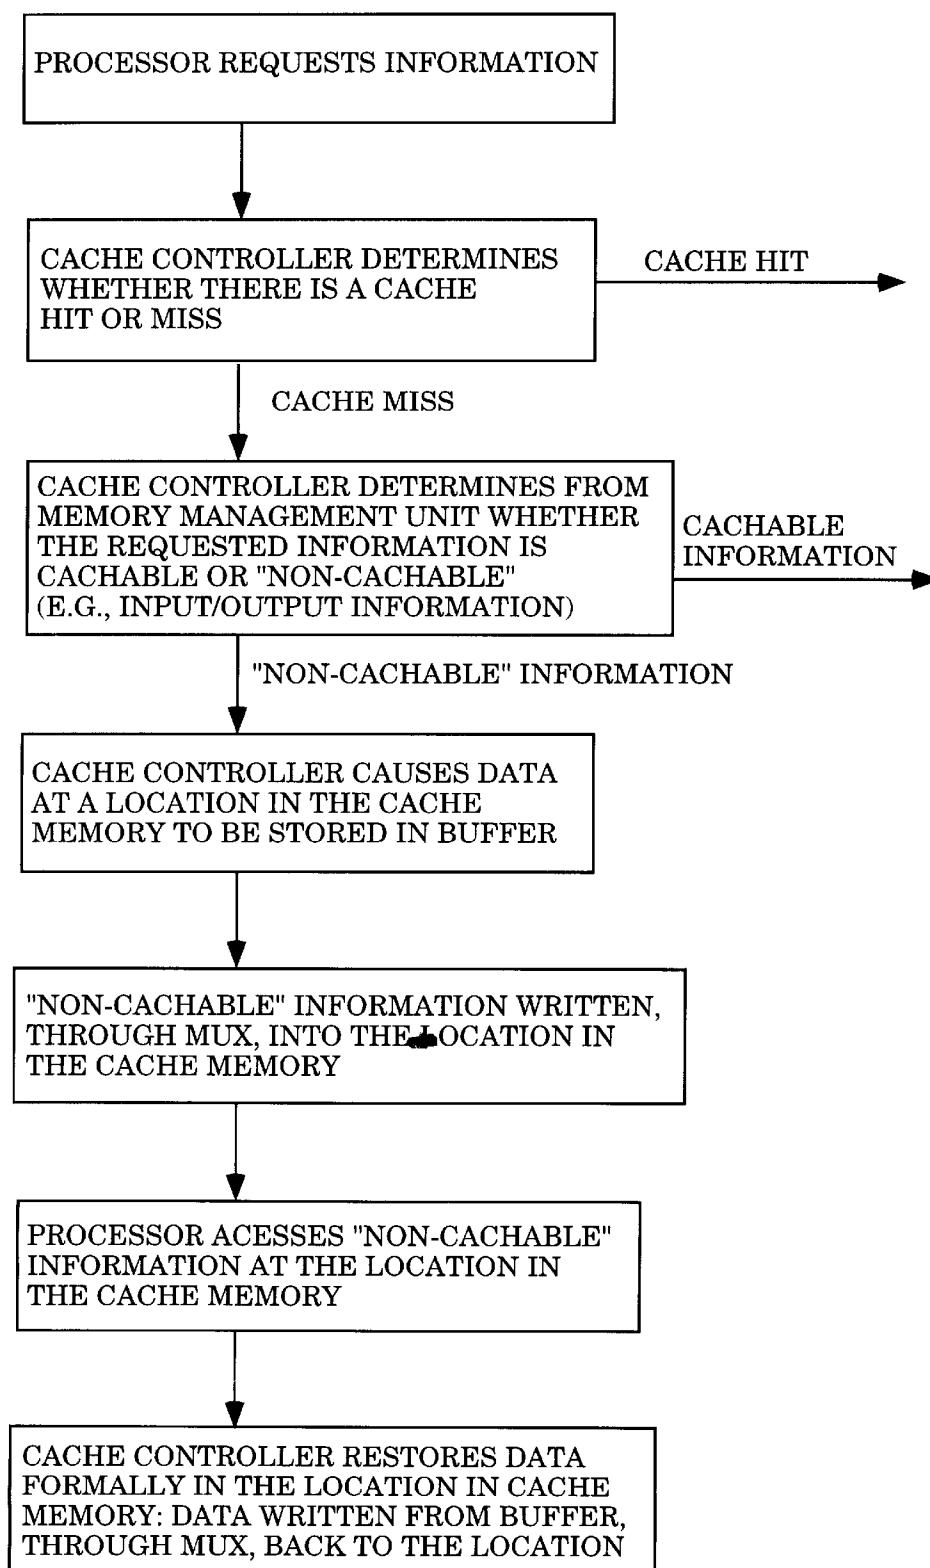 PROCESSOR REQUESTS INFORMATION
CACHE CONTROLLER DETERMINES
WHETHER THERE IS A CACHE
HIT OR MISS
CACHE HIT
CACHE MISS
CACHE CONTROLLER DETERMINES FROM
MEMORY MANAGEMENT UNIT WHETHER
THE REQUESTED INFORMATION IS
CACHABLE OR "NON-CACHABLE"
(E.G., INPUT/OUTPUT INFORMATION)
CACHABLE
INFORMATION
"NON-CACHABLE" INFORMATION
CACHE CONTROLLER CAUSES DATA
AT A LOCATION IN THE CACHE
MEMORY TO BE STORED IN BUFFER
"NON-CACHABLE" INFORMATION WRITTEN,
THROUGH MUX, INTO THE LOCATION IN
THE CACHE MEMORY
PROCESSOR ACESSES "NON-CACHABLE"
INFORMATION AT THE LOCATION IN
THE CACHE MEMORY
CACHE CONTROLLER RESTORES DATA
FORMALLY IN THE LOCATION IN CACHE
MEMORY: DATA WRITTEN FROM BUFFER,
THROUGH MUX, BACK TO THE LOCATION